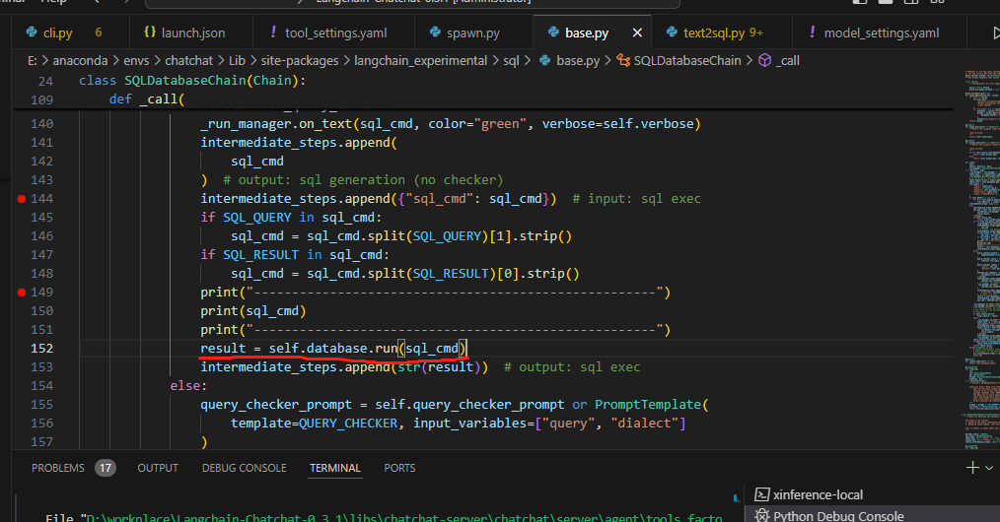 Help
Langchain-Chatchat-0.3.1 [Administrator]
cli.py 6 launch.json tool_settings.yaml spawn.py base.py text2sql.py 9+ model_settings.yaml
E: > anaconda > envs > chatchat > Lib > site-packages > langchain_experimental > sql > base.py > SQLDatabaseChain > _call
24 class SQLDatabaseChain(Chain):
109 def _call(
140 _run_manager.on_text(sql_cmd, color="green", verbose=self.verbose)
141 intermediate_steps.append(
142 sql_cmd
143 ) # output: sql generation (no checker)
144 intermediate_steps.append({"sql_cmd": sql_cmd}) # input: sql exec
145 if SQL_QUERY in sql_cmd:
146 sql_cmd = sql_cmd.split(SQL_QUERY)[1].strip()
147 if SQL_RESULT in sql_cmd:
148 sql_cmd = sql_cmd.split(SQL_RESULT)[0].strip()
149 print("-----------------------------------------------------")
150 print(sql_cmd)
151 print("-----------------------------------------------------")
152 result = self.database.run(sql_cmd)
153 intermediate_steps.append(str(result)) # output: sql exec
154 else:
155 query_checker_prompt = self.query_checker_prompt or PromptTemplate(
156 template=QUERY_CHECKER, input_variables=["query", "dialect"]
157 )
PROBLEMS 17 OUTPUT DEBUG CONSOLE TERMINAL PORTS
xinference-local
File "D:\workplace\Langchain-Chatchat-0.3.1\libs\chatchat-server\chatchat\server\agent\tools_facto
Python Debug Console